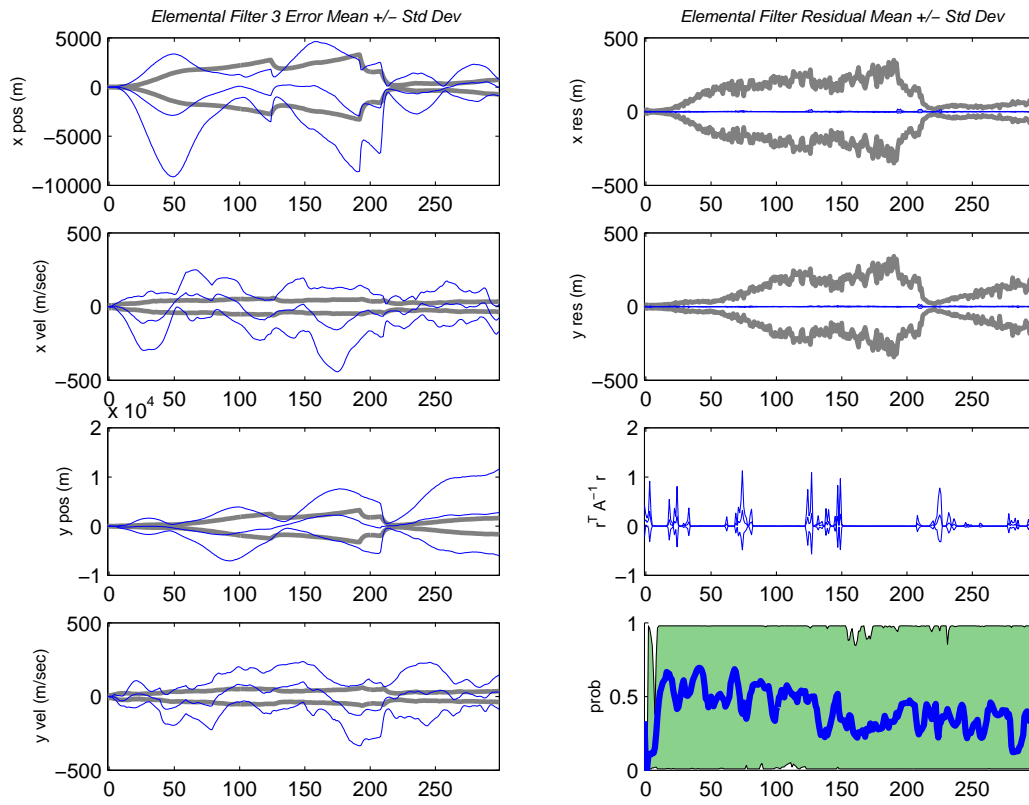 Elemental Filter 3 Error Mean +/− Std Dev
5000
0
−5000
−10000
x pos (m)
0 50 100 150 200 250
500
0
−500
x vel (m/sec)
0 50 100 150 200 250
x 10^4
2
1
0
−1
y pos (m)
0 50 100 150 200 250
500
0
−500
y vel (m/sec)
0 50 100 150 200 250
Elemental Filter Residual Mean +/− Std Dev
500
0
−500
x res (m)
0 50 100 150 200 250
500
0
−500
y res (m)
0 50 100 150 200 250
2
1
0
−1
r^T A^−1 r
0 50 100 150 200 250
1
0.5
0
prob
0 50 100 150 200 250